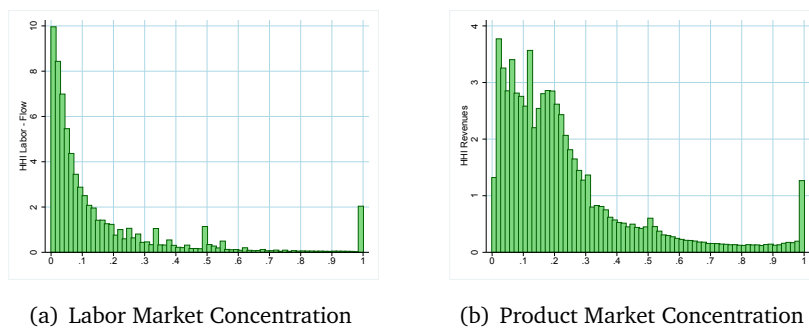 HHI Labor - Flow
10
8
6
4
2
0
0 .1 .2 .3 .4 .5 .6 .7 .8 .9 1
(a) Labor Market Concentration
HHI Revenues
4
3
2
1
0
0 .1 .2 .3 .4 .5 .6 .7 .8 .9 1
(b) Product Market Concentration